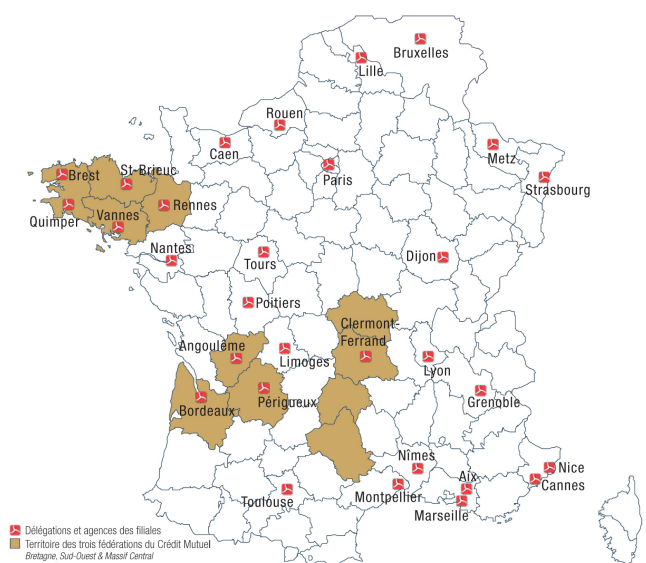 Bruxelles
Lille
Rouen
Caen
Metz
Paris
Strasbourg
St-Brieuc
Brest
Rennes
Vannes
Quimper
Nantes
Tours
Dijon
Poitiers
Clermont-
Ferrand
Angoulême
Limoges
Lyon
Périgueux
Grenoble
Bordeaux
Nîmes
Nice
Aix
Cannes
Montpellier
Toulouse
Marseille
Délégations et agences des filiales
Territoire des trois fédérations du Crédit Mutuel
Bretagne, Sud-Ouest & Massif Central